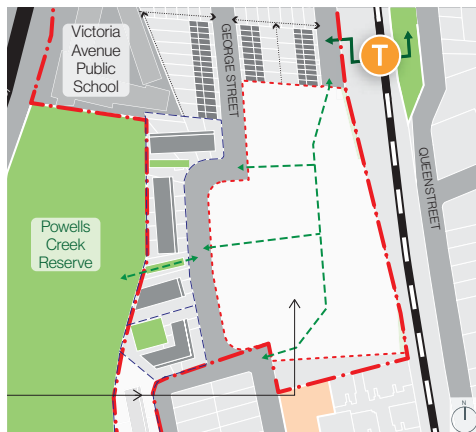 Victoria
Avenue
Public
School
GEORGE STREET
T
QUEEN STREET
Powells
Creek
Reserve
N